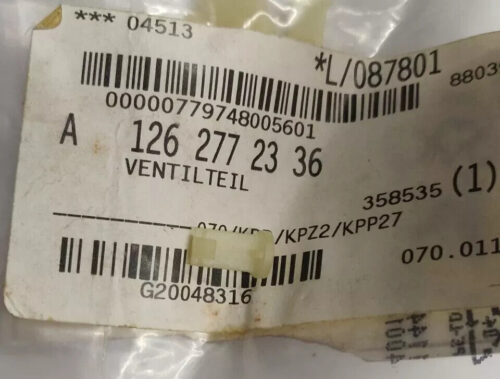 *** 04513
*L/087801
8803
00000779748005601
A 126 277 23 36
VENTILTEIL
358535 (1)
/KPZ2/KPP27
070.011
G20048316